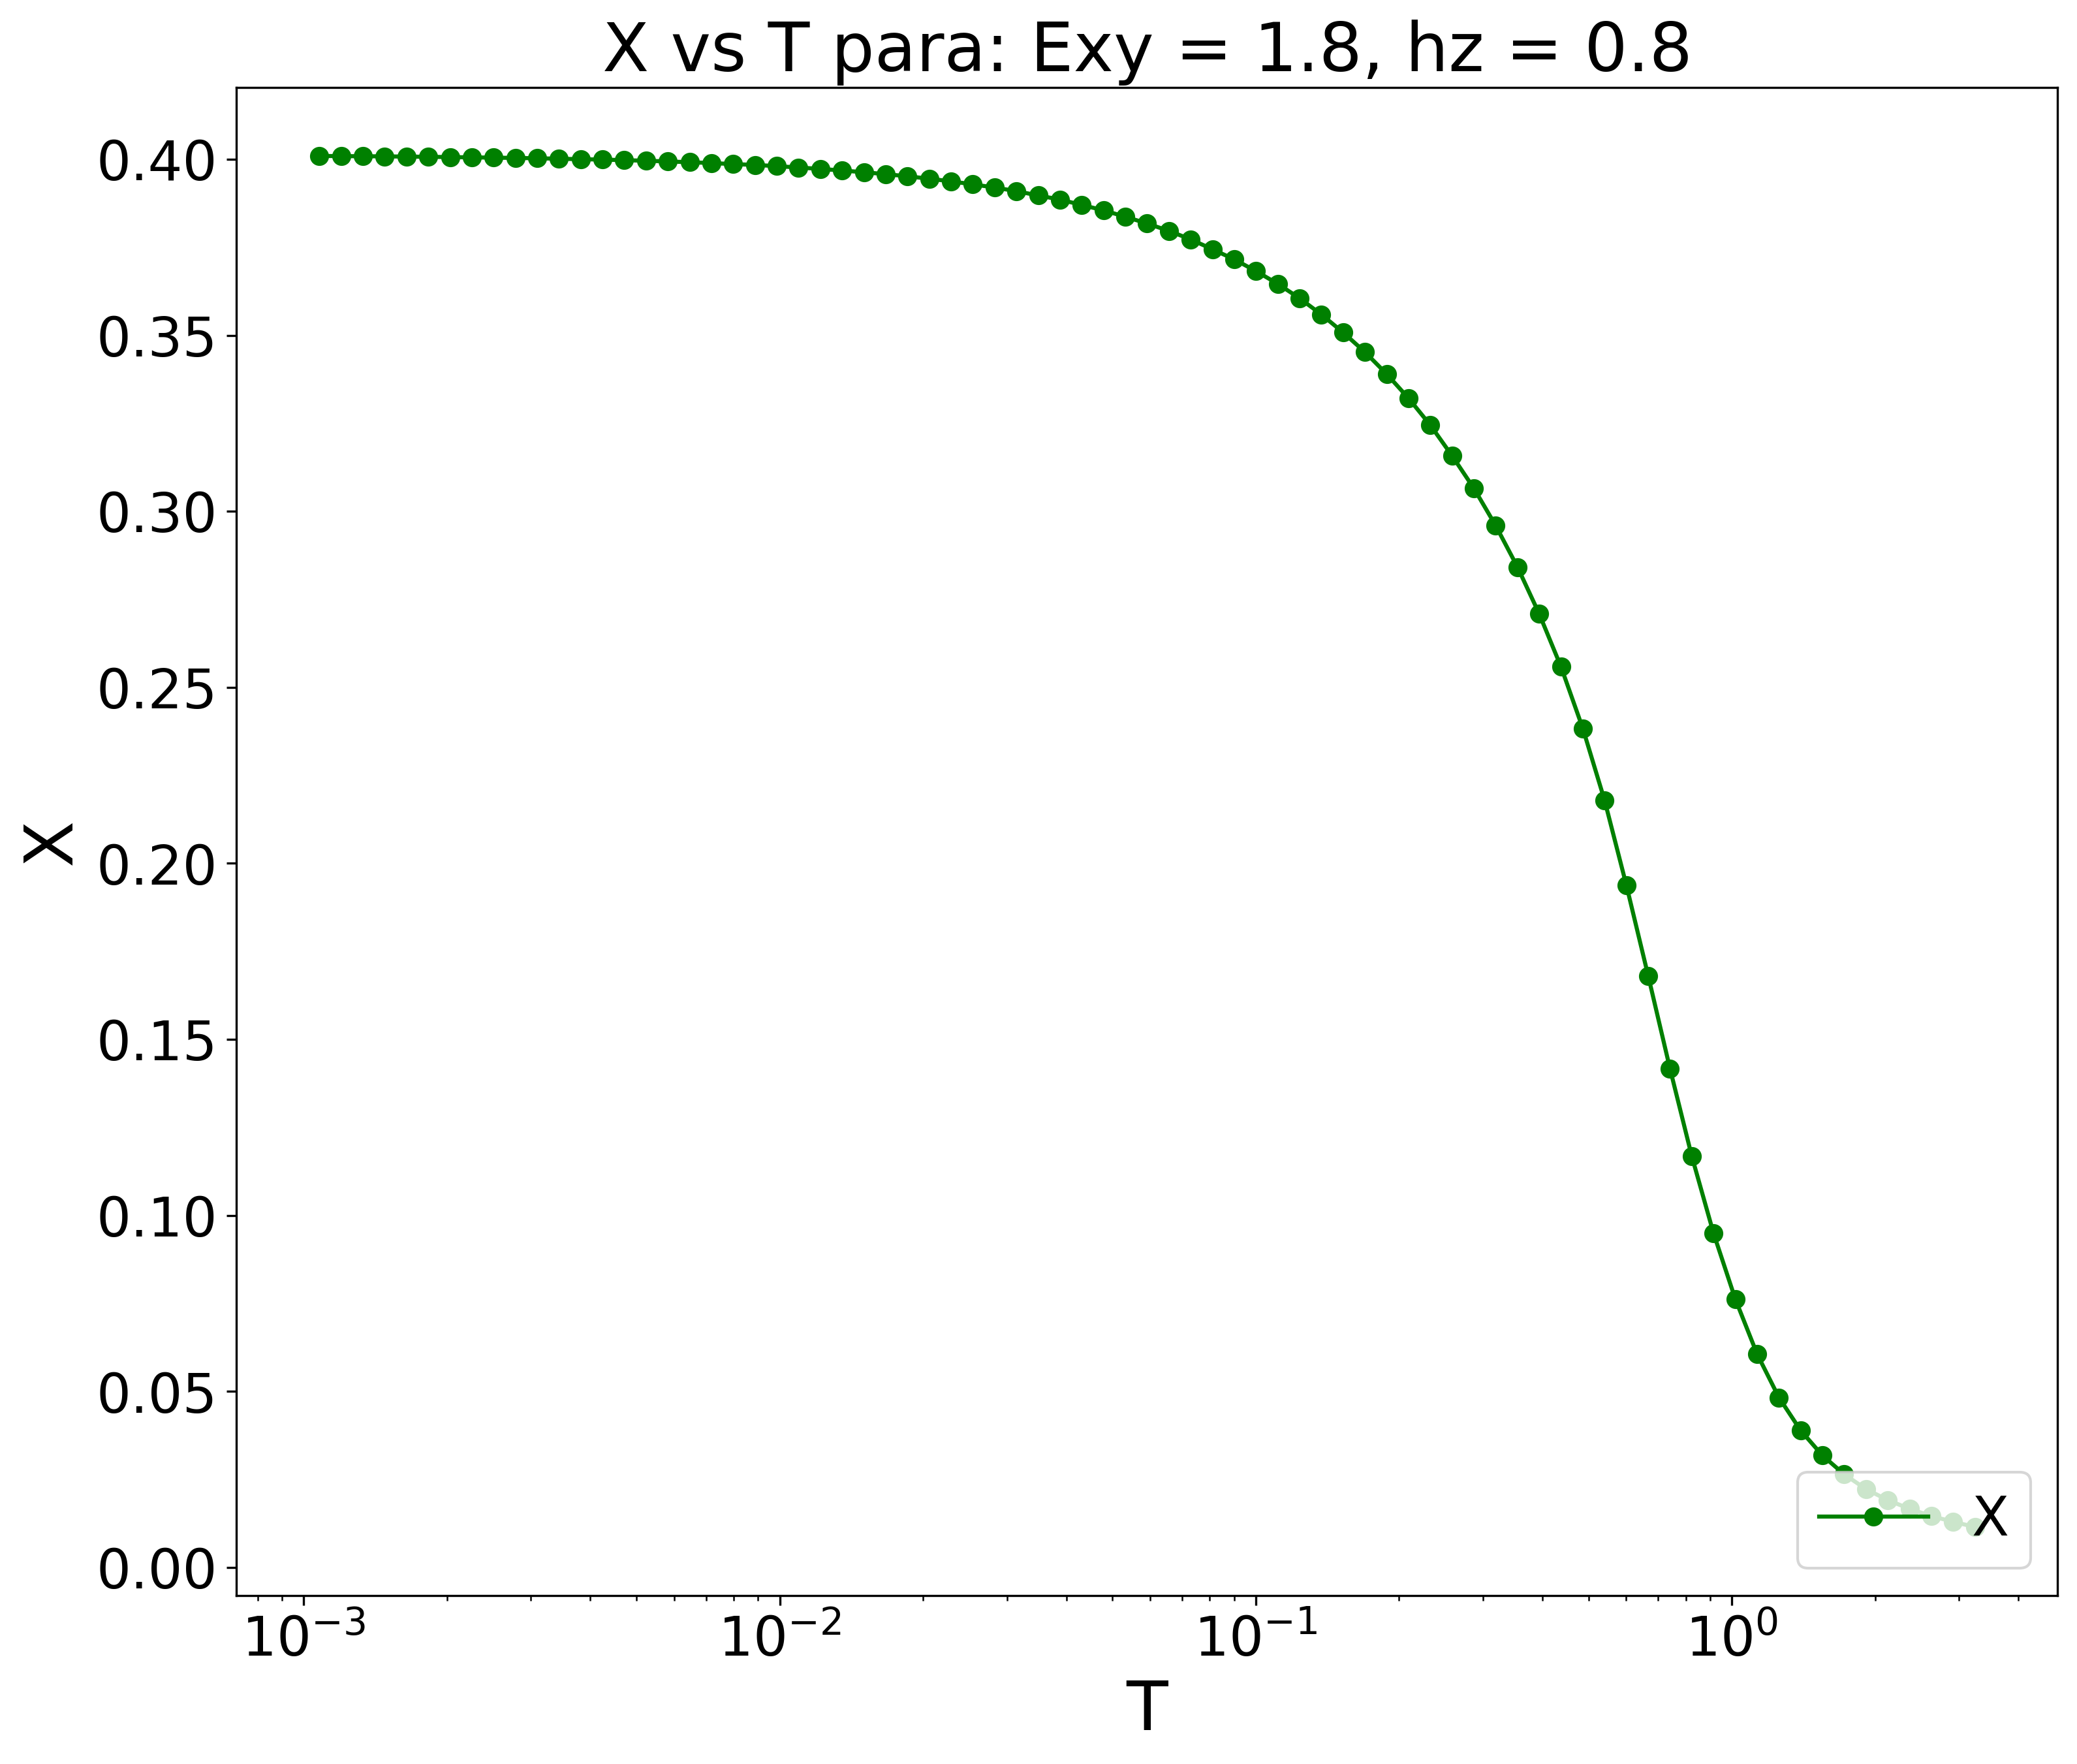 X vs T para: Exy = 1.8, hz = 0.8
0.40
0.35
0.30
0.25
0.20
0.15
0.10
0.05
0.00
X
X
10⁻³ 10⁻² 10⁻¹ 10⁰
T